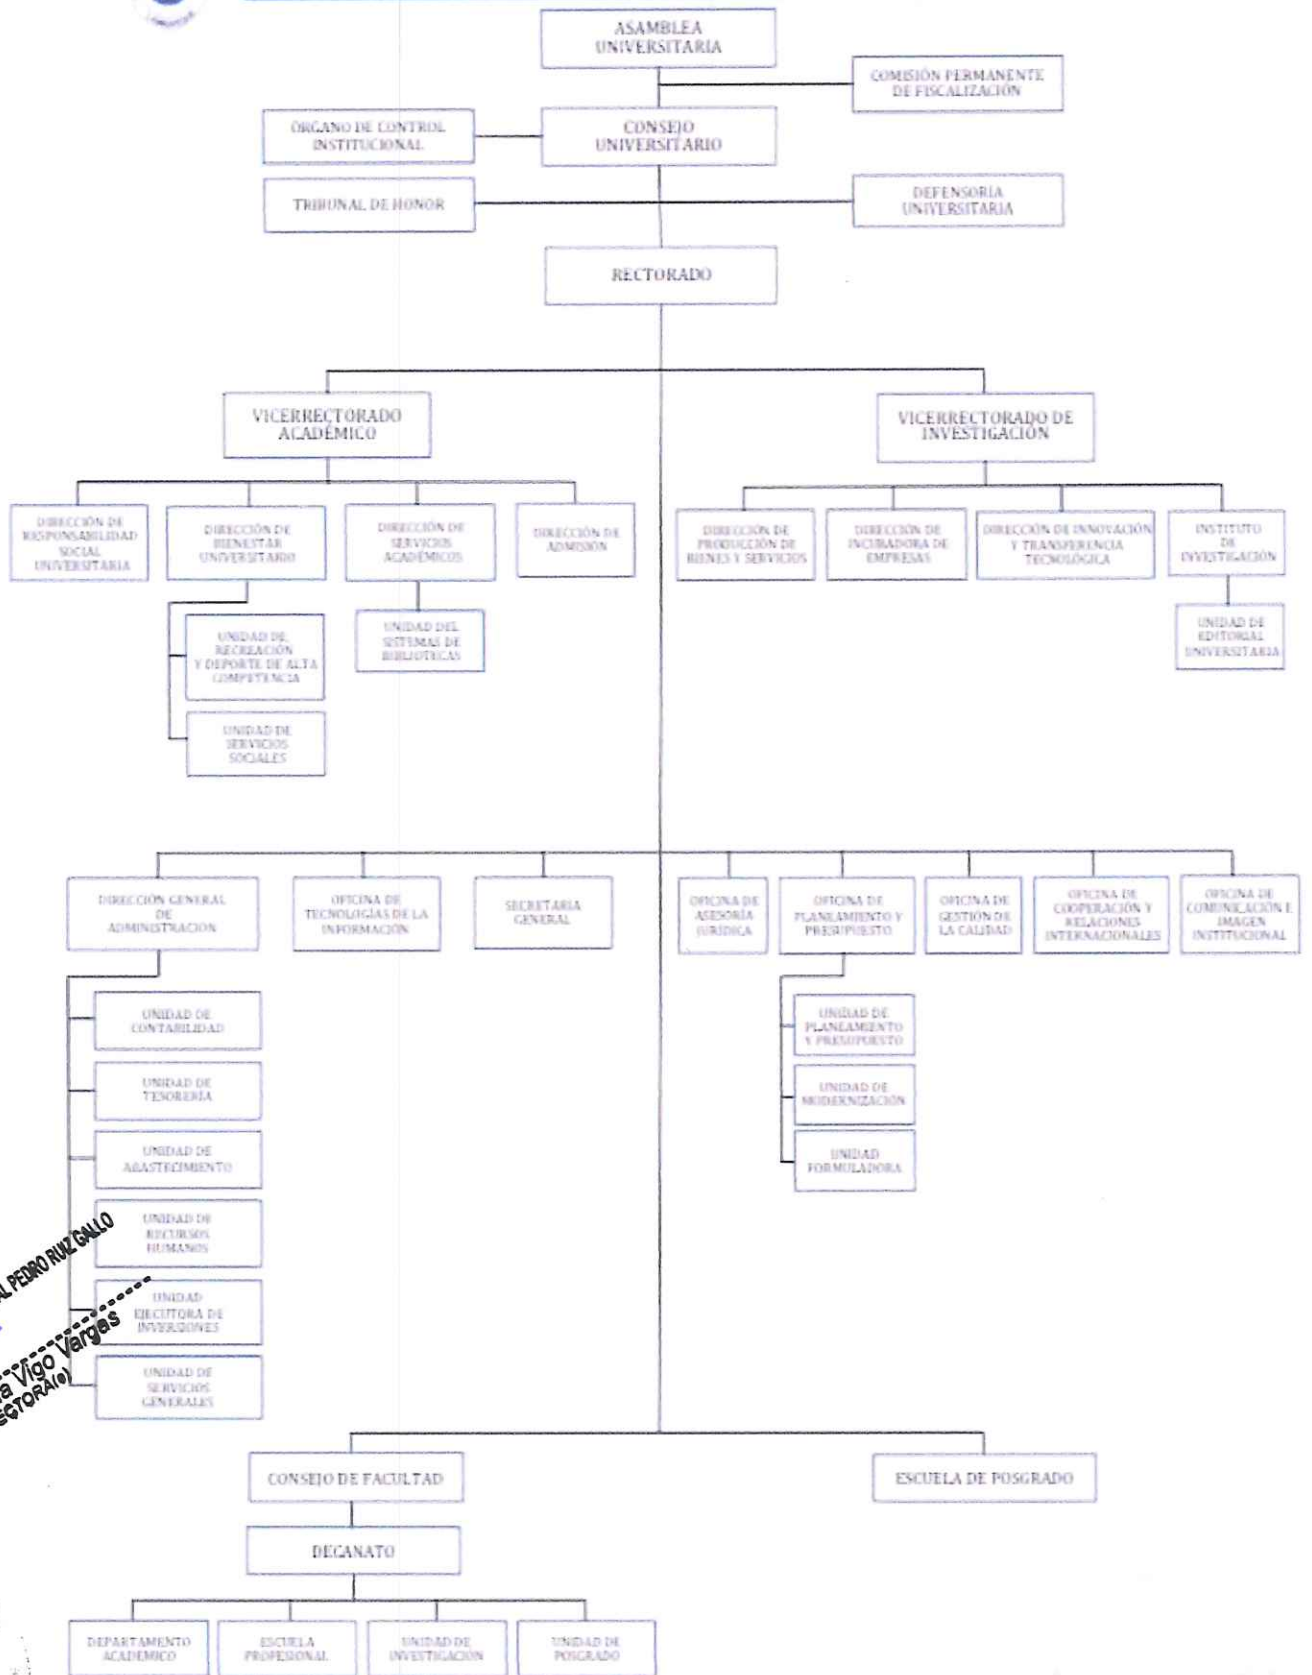 ASAMBLEA
UNIVERSITARIA
COMISIÓN PERMANENTE
DE FISCALIZACIÓN
ÓRGANO DE CONTROL
INSTITUCIONAL
CONSEJO
UNIVERSITARIO
TRIBUNAL DE HONOR
DEFENSORÍA
UNIVERSITARIA
RECTORADO
VICERRECTORADO
ACADÉMICO
VICERRECTORADO DE
INVESTIGACIÓN
DIRECCIÓN DE
RESPONSABILIDAD
SOCIAL
UNIVERSITARIA
DIRECCIÓN DE
BIENESTAR
UNIVERSITARIO
DIRECCIÓN DE
SERVICIOS
ACADÉMICOS
DIRECCIÓN DE
ADMISIÓN
DIRECCIÓN DE
PRODUCCIÓN DE
BIENES Y SERVICIOS
DIRECCIÓN DE
INCUBADORA DE
EMPRESAS
DIRECCIÓN DE INNOVACIÓN
Y TRANSFERENCIA
TECNOLÓGICA
INSTITUTO
DE
INVESTIGACIÓN
UNIDAD DE
RECREACIÓN
Y DEPORTE DE ALTA
COMPETENCIA
UNIDAD DEL
SISTEMAS DE
BIBLIOTECAS
UNIDAD DE
EDITORIAL
UNIVERSITARIA
UNIDAD DE
SERVICIOS
SOCIALES
DIRECCIÓN GENERAL
DE
ADMINISTRACIÓN
OFICINA DE
TECNOLOGÍAS DE LA
INFORMACIÓN
SECRETARIA
GENERAL
OFICINA DE
ASESORÍA
JURÍDICA
OFICINA DE
PLANEAMIENTO Y
PRESUPUESTO
OFICINA DE
GESTIÓN DE
LA CALIDAD
OFICINA DE
COOPERACIÓN Y
RELACIONES
INTERNACIONALES
OFICINA DE
COMUNICACIÓN E
IMAGEN
INSTITUCIONAL
UNIDAD DE
CONTABILIDAD
UNIDAD DE
TESORERÍA
UNIDAD DE
ABASTECIMIENTO
UNIDAD DE
RECURSOS
HUMANOS
UNIDAD
EJECUTORA DE
INVERSIONES
UNIDAD DE
SERVICIOS
GENERALES
UNIDAD DE
PLANEAMIENTO
Y PRESUPUESTO
UNIDAD DE
MODERNIZACIÓN
UNIDAD
FORMULADORA
AL PEDRO RUIZ GALLO
a Vigo Vargas
ECTORA(e)
CONSEJO DE FACULTAD
ESCUELA DE POSGRADO
DECANATO
DEPARTAMENTO
ACADÉMICO
ESCUELA
PROFESIONAL
UNIDAD DE
INVESTIGACIÓN
UNIDAD DE
POSGRADO